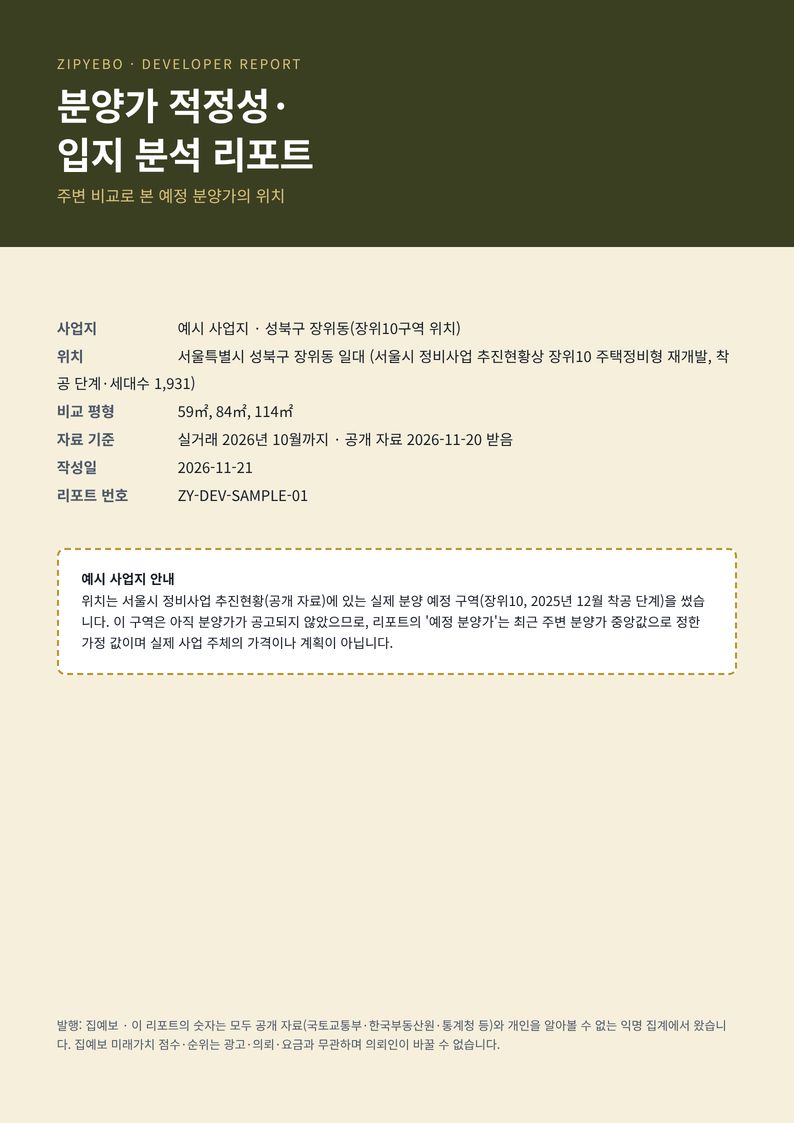 ZIPYEBO · DEVELOPER REPORT
분양가 적정성·
입지 분석 리포트
주변 비교로 본 예정 분양가의 위치
사업지 예시 사업지 · 성북구 장위동(장위10구역 위치)
위치 서울특별시 성북구 장위동 일대 (서울시 정비사업 추진현황상 장위10 주택정비형 재개발, 착
공 단계·세대수 1,931)
비교 평형 59㎡, 84㎡, 114㎡
자료 기준 실거래 2026년 10월까지 · 공개 자료 2026-11-20 받음
작성일 2026-11-21
리포트 번호 ZY-DEV-SAMPLE-01
예시 사업지 안내
위치는 서울시 정비사업 추진현황(공개 자료)에 있는 실제 분양 예정 구역(장위10, 2025년 12월 착공 단계)을 썼습
니다. 이 구역은 아직 분양가가 공고되지 않았으므로, 리포트의 '예정 분양가'는 최근 주변 분양가 중앙값으로 정한
가정 값이며 실제 사업 주체의 가격이나 계획이 아닙니다.
발행: 집예보 · 이 리포트의 숫자는 모두 공개 자료(국토교통부·한국부동산원·통계청 등)와 개인을 알아볼 수 없는 익명 집계에서 왔습니
다. 집예보 미래가치 점수·순위는 광고·의뢰·요금과 무관하며 의뢰인이 바꿀 수 없습니다.